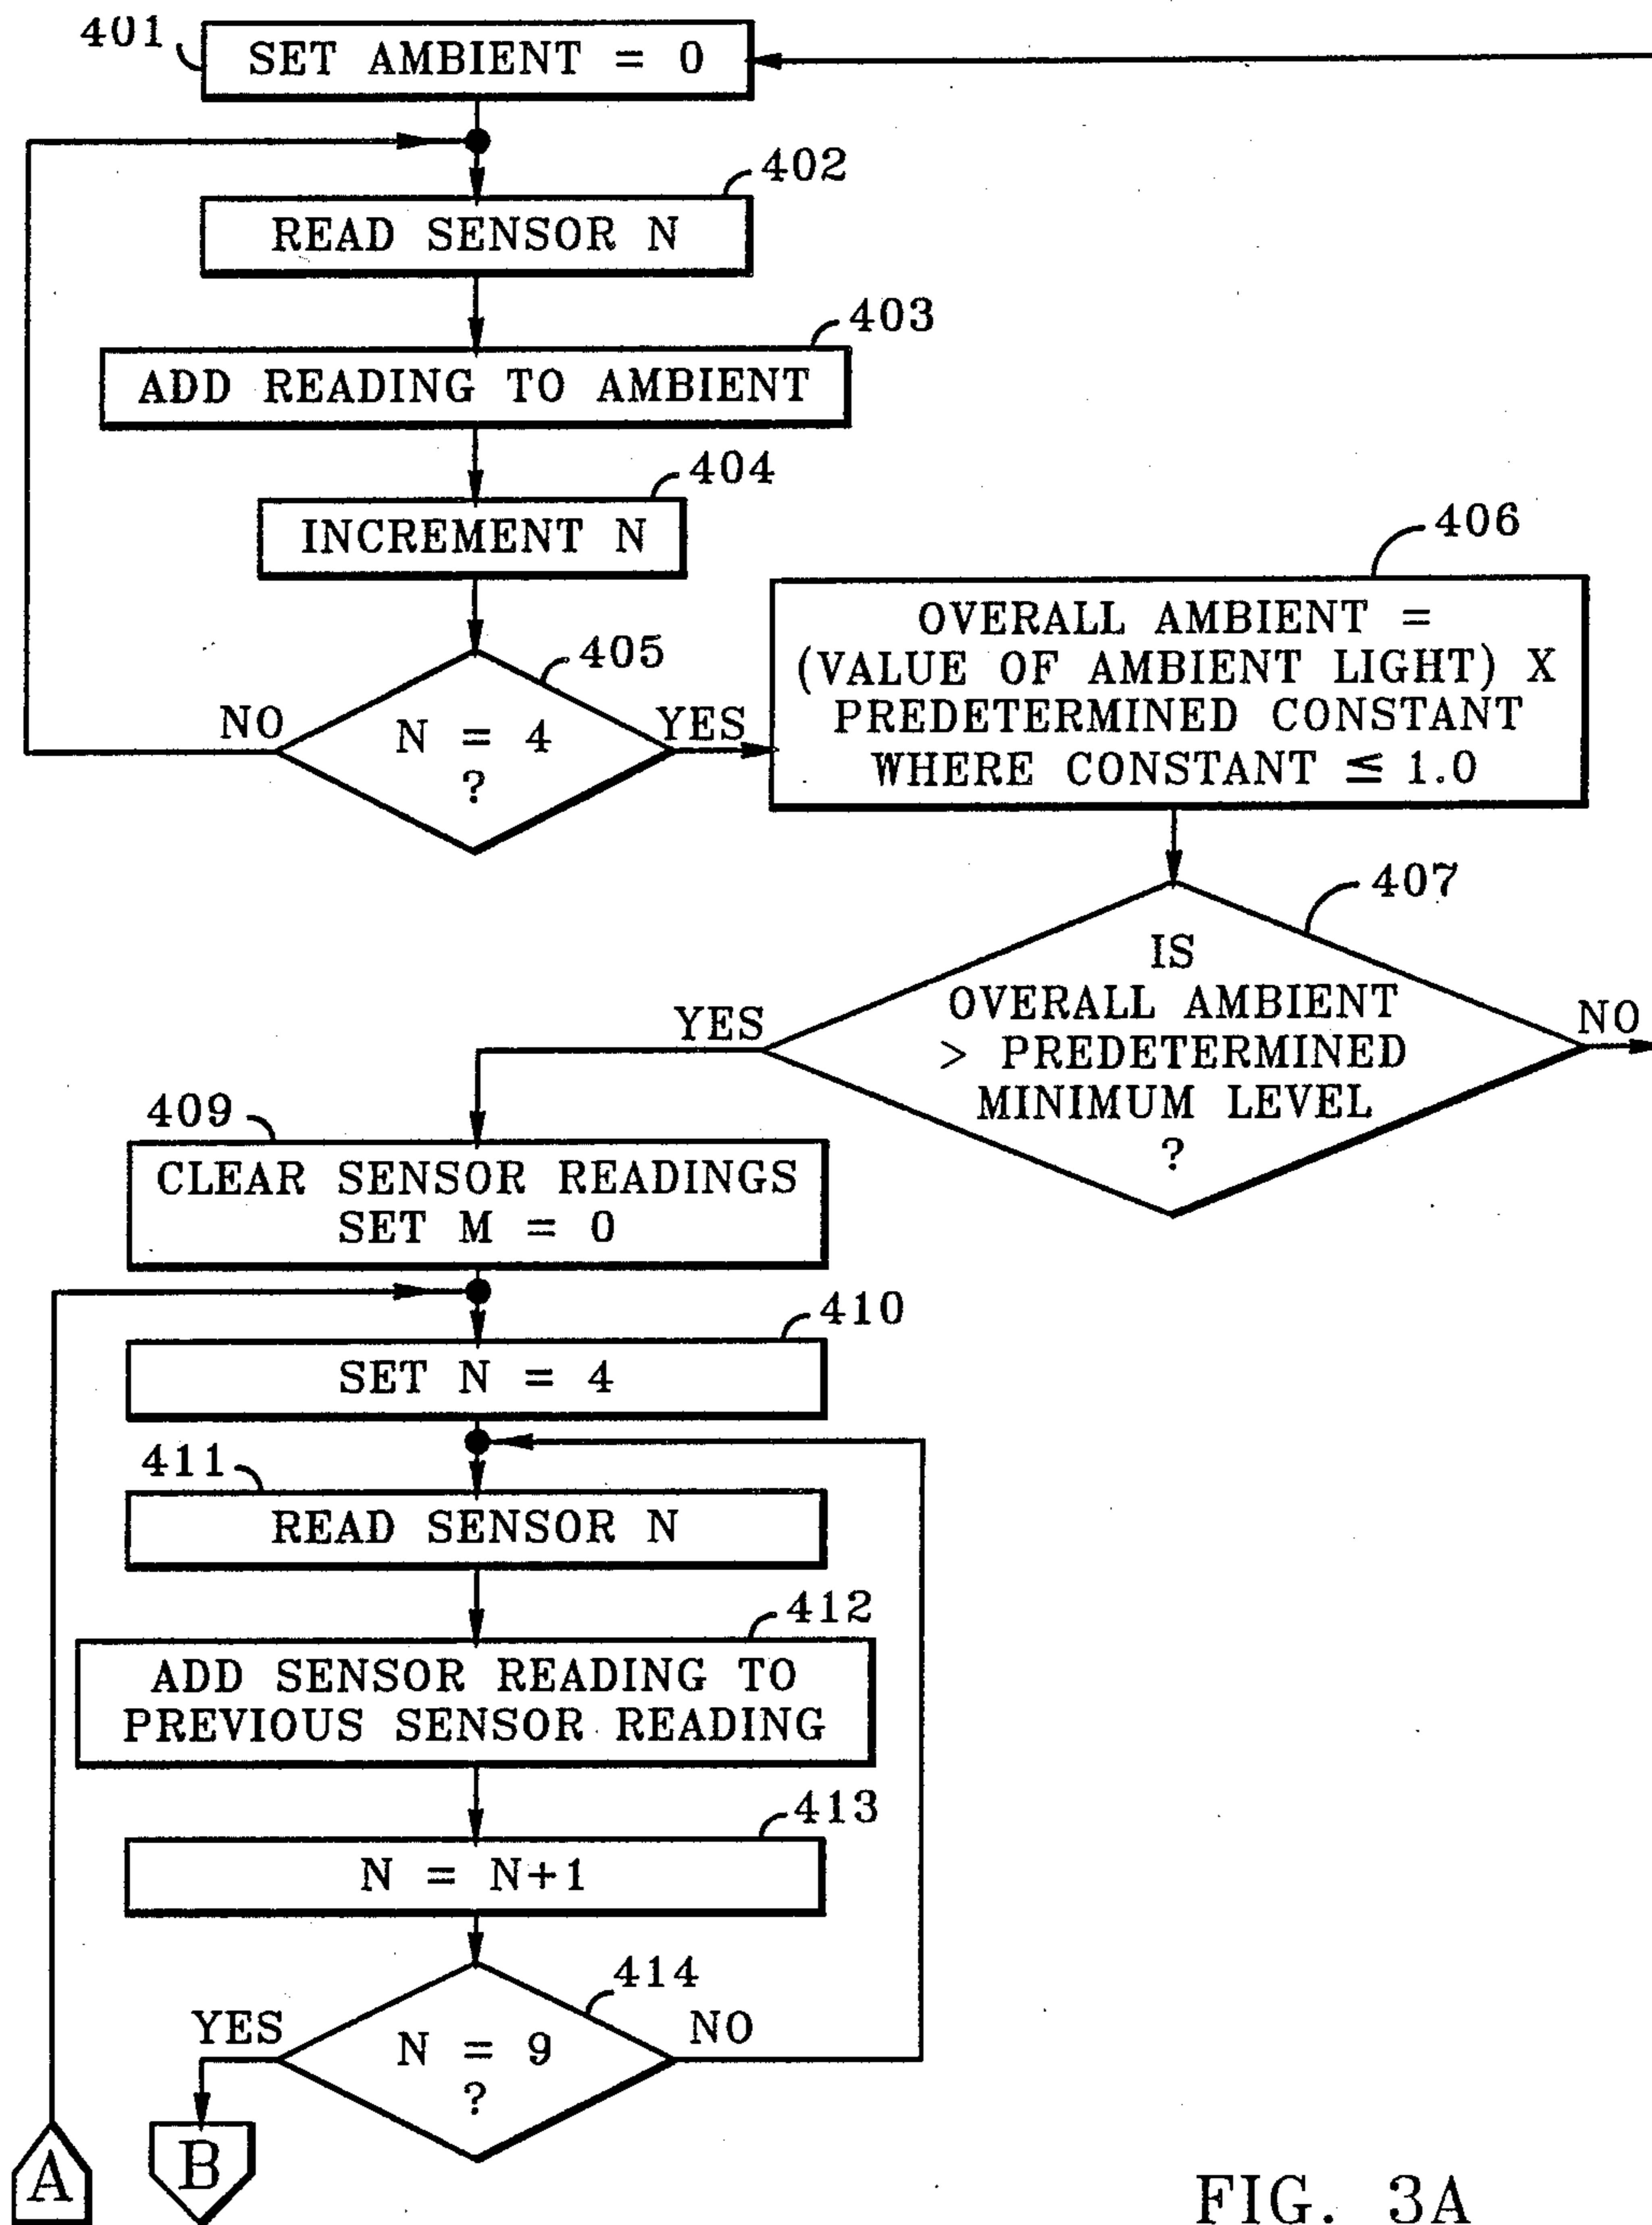 401
SET AMBIENT = 0
402
READ SENSOR N
403
ADD READING TO AMBIENT
404
INCREMENT N
405
N = 4
?
NO
YES
406
OVERALL AMBIENT =
(VALUE OF AMBIENT LIGHT) X
PREDETERMINED CONSTANT
WHERE CONSTANT ≤ 1.0
407
IS
OVERALL AMBIENT
> PREDETERMINED
MINIMUM LEVEL
?
YES
NO
409
CLEAR SENSOR READINGS
SET M = 0
410
SET N = 4
411
READ SENSOR N
412
ADD SENSOR READING TO
PREVIOUS SENSOR READING
413
N = N+1
414
N = 9
?
YES
NO
A
B
FIG. 3A